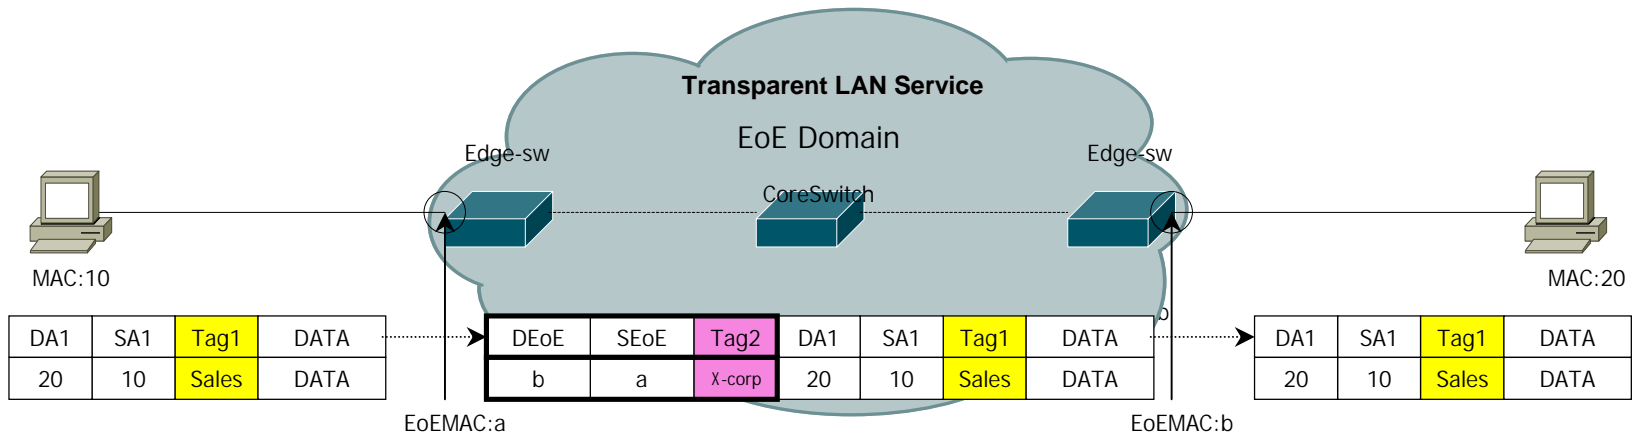 Transparent LAN Service
EoE Domain
Edge-sw
Edge-sw
CoreSwitch
MAC:10
MAC:20
DA1 SA1 Tag1 DATA
20 10 Sales DATA
DEoE SEoE Tag2 DA1 SA1 Tag1 DATA
b a X-corp 20 10 Sales DATA
b
DA1 SA1 Tag1 DATA
20 10 Sales DATA
EoEMAC:a
EoEMAC:b